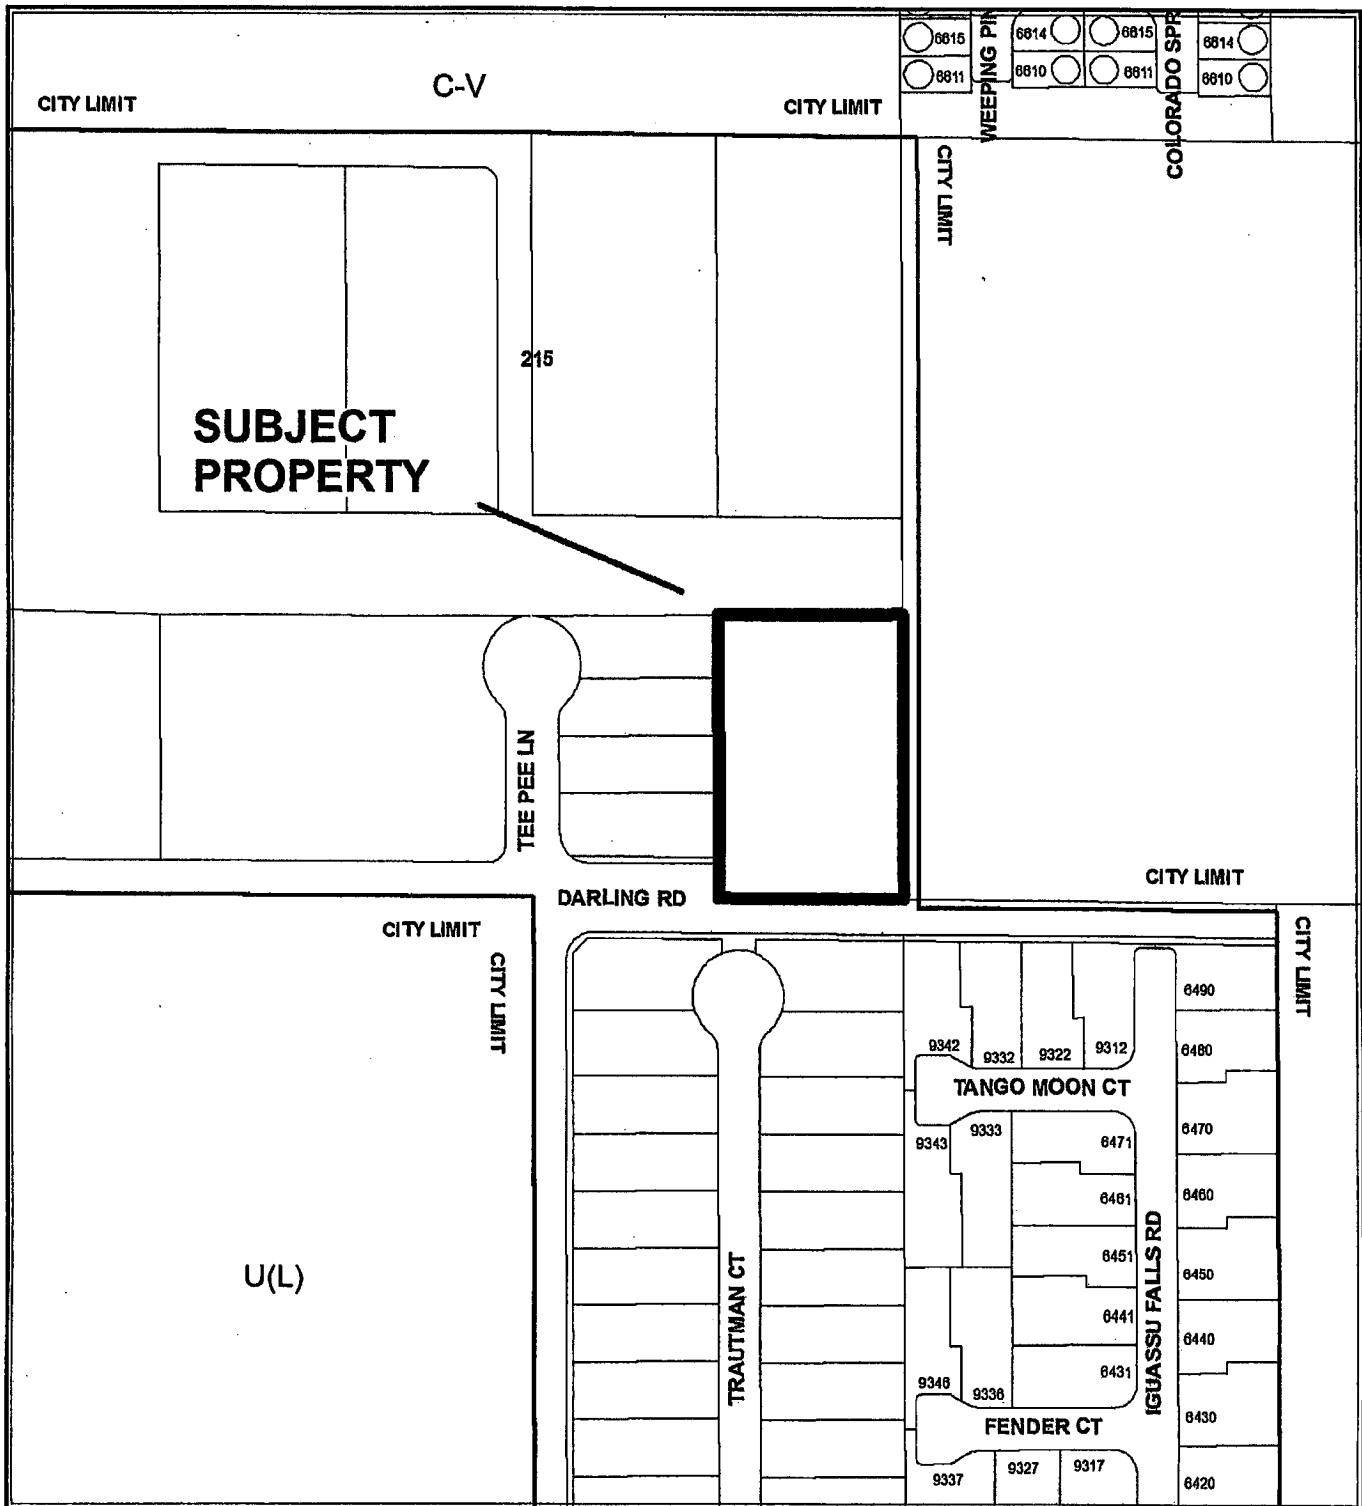 6615
6614
6615
6614
C-V
CITY LIMIT
CITY LIMIT
6611
WEEPING PIN
6610
6611
COLORADO SPR
6610
CITY LIMIT
215
SUBJECT
PROPERTY
TEE PEE LN
DARLING RD
CITY LIMIT
CITY LIMIT
CITY LIMIT
CITY LIMIT
6490
9342
9332
9322
9312
6480
TANGO MOON CT
9343
9333
6471
6470
6461
6460
6451
U(L)
6450
TRAUTMAN CT
IGUASSU FALLS RD
6441
6440
6431
9346
9336
6430
FENDER CT
9337
9327
9317
6420